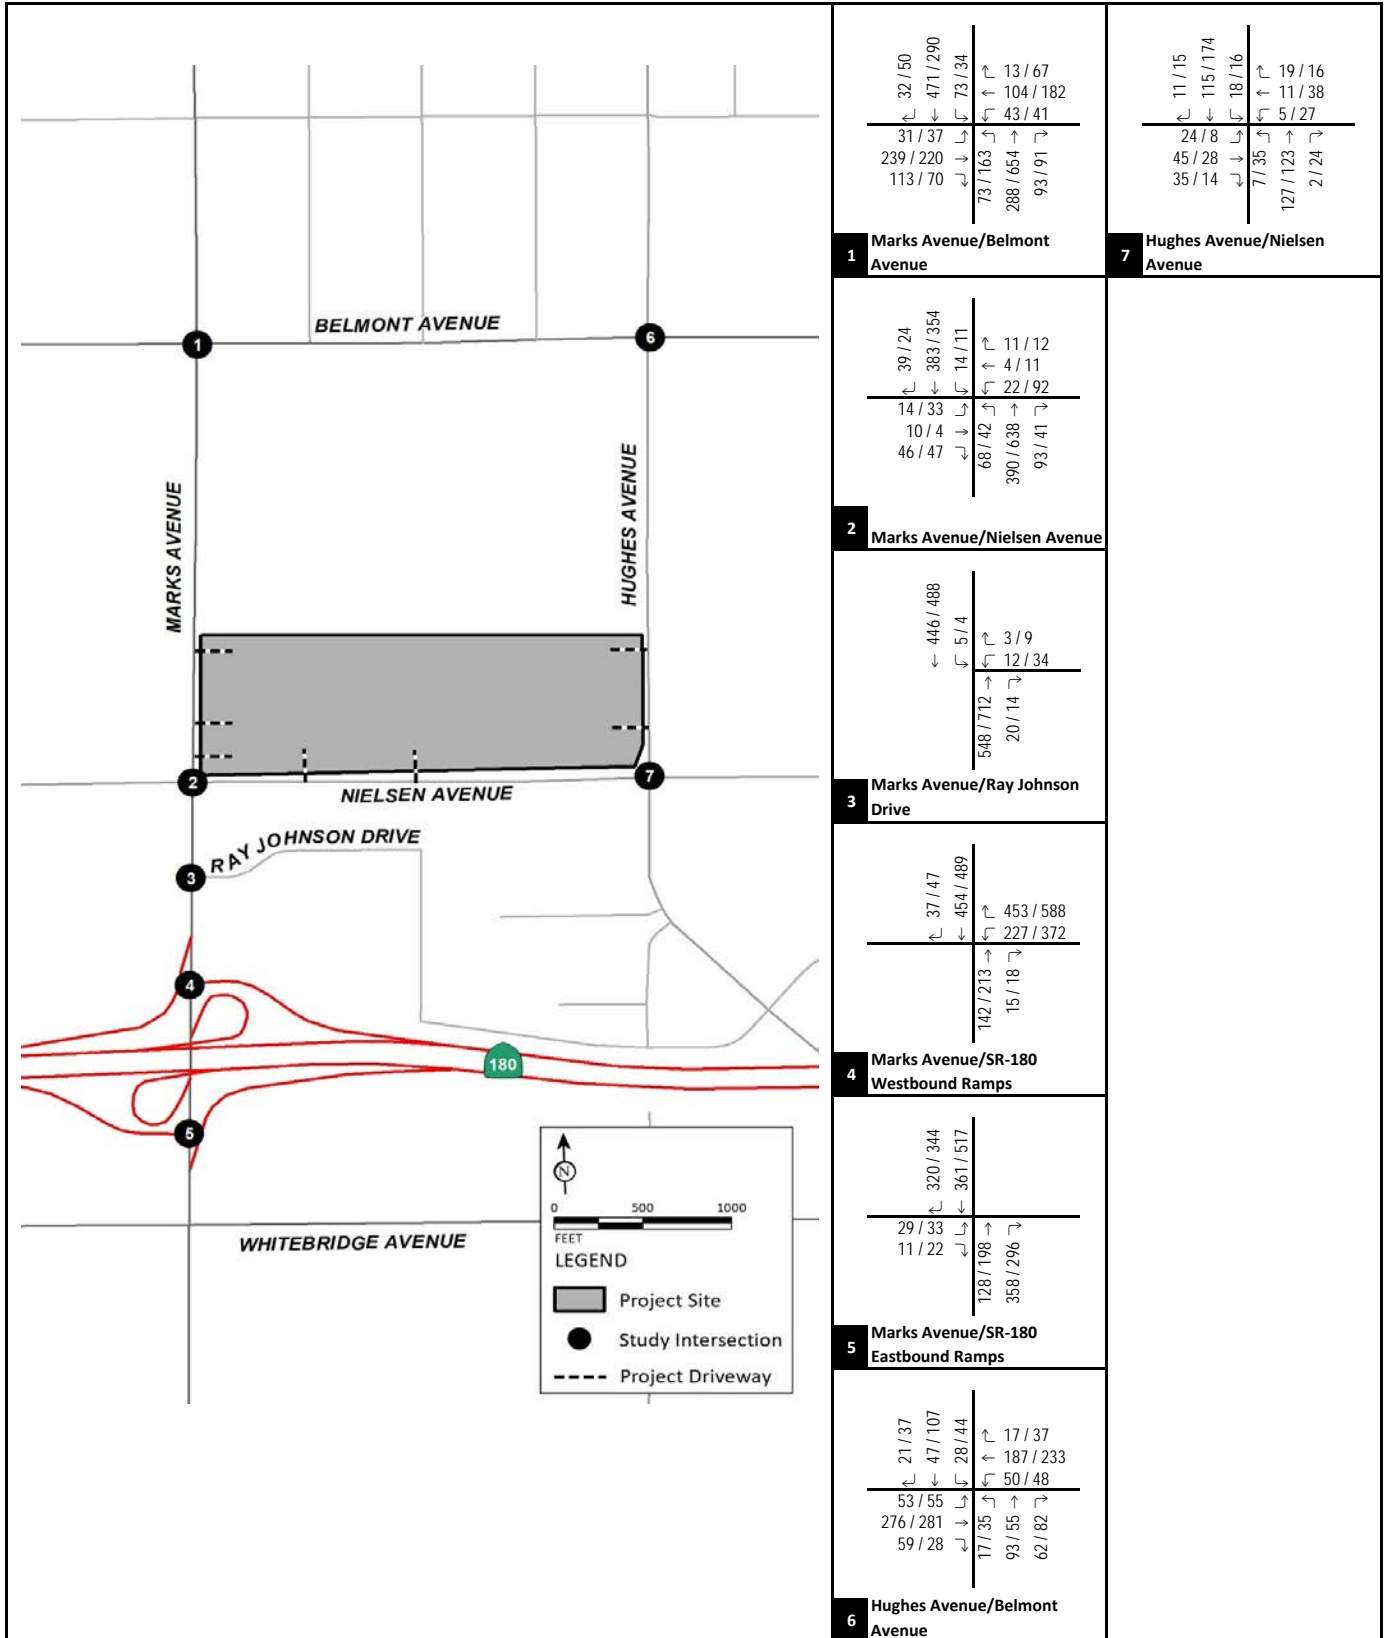 BELMONT AVENUE
1
6
MARKS AVENUE
HUGHES AVENUE
2
7
NIELSEN AVENUE
RAY JOHNSON DRIVE
3
4
180
5
WHITEBRIDGE AVENUE
N
0 500 1000
FEET
LEGEND
Project Site
Study Intersection
Project Driveway
32 / 50
471 / 290
73 / 34
13 / 67
104 / 182
43 / 41
31 / 37
239 / 220
113 / 70
73 / 163
288 / 654
93 / 91
1 Marks Avenue/Belmont
Avenue
11 / 15
115 / 174
18 / 16
19 / 16
11 / 38
5 / 27
24 / 8
45 / 28
35 / 14
7 / 35
127 / 123
2 / 24
7 Hughes Avenue/Nielsen
Avenue
39 / 24
383 / 354
14 / 11
11 / 12
4 / 11
22 / 92
14 / 33
10 / 4
46 / 47
68 / 42
390 / 638
93 / 41
2 Marks Avenue/Nielsen Avenue
446 / 488
5 / 4
3 / 9
12 / 34
548 / 712
20 / 14
3 Marks Avenue/Ray Johnson
Drive
37 / 47
454 / 489
453 / 588
227 / 372
142 / 213
15 / 18
4 Marks Avenue/SR-180
Westbound Ramps
320 / 344
361 / 517
29 / 33
11 / 22
128 / 198
358 / 296
5 Marks Avenue/SR-180
Eastbound Ramps
21 / 37
47 / 107
28 / 44
17 / 37
187 / 233
50 / 48
53 / 55
276 / 281
59 / 28
17 / 35
93 / 55
62 / 82
6 Hughes Avenue/Belmont
Avenue